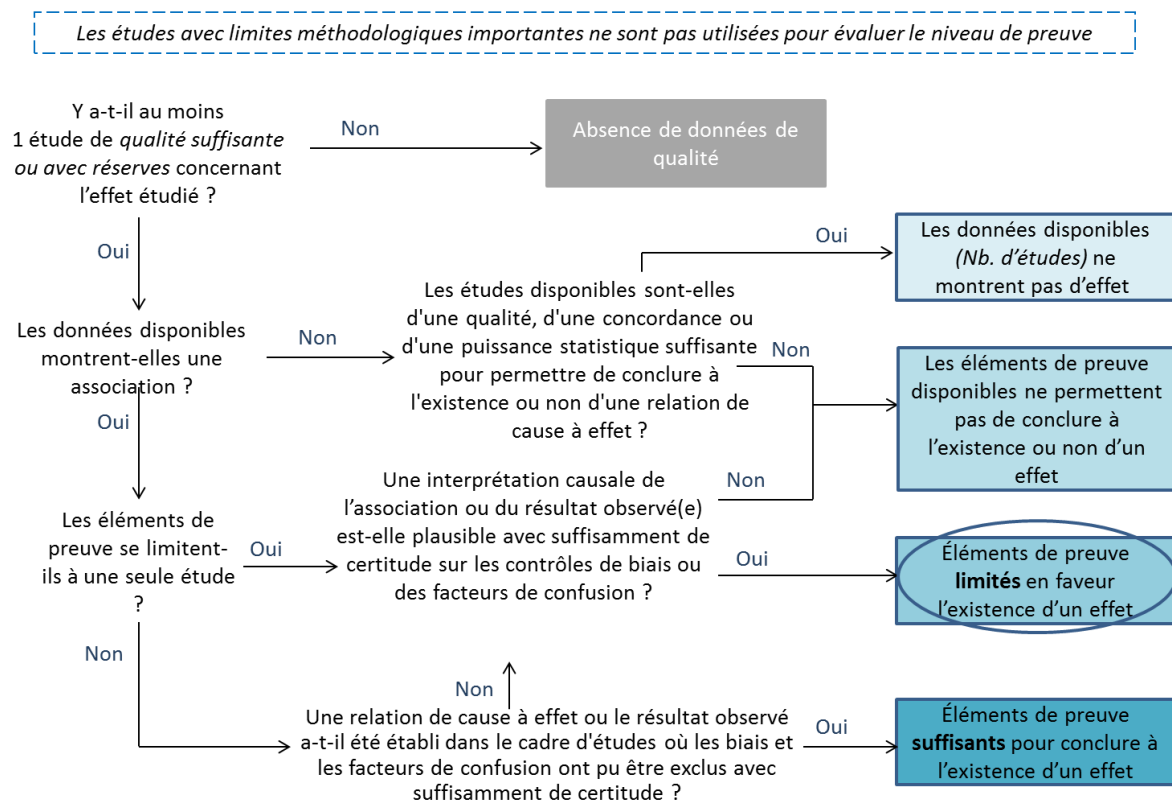 Les études avec limites méthodologiques importantes ne sont pas utilisées pour évaluer le niveau de preuve
Y a-t-il au moins
1 étude de qualité suffisante
ou avec réserves concernant
l'effet étudié ?
Non
Absence de données de
qualité
Oui
Oui
Les données disponibles
(Nb. d'études) ne
montrent pas d'effet
Les données disponibles
montrent-elles une
association ?
Non
Les études disponibles sont-elles
d'une qualité, d'une concordance ou
d'une puissance statistique suffisante
pour permettre de conclure à
l'existence ou non d'une relation de
cause à effet ?
Non
Les éléments de preuve
disponibles ne permettent
pas de conclure à
l'existence ou non d'un
effet
Oui
Les éléments de
preuve se limitent-
ils à une seule étude
?
Oui
Une interprétation causale de
l'association ou du résultat observé(e)
est-elle plausible avec suffisamment de
certitude sur les contrôles de biais ou
des facteurs de confusion ?
Non
Oui
Éléments de preuve
limités en faveur
l'existence d'un effet
Non
Non
Une relation de cause à effet ou le résultat observé
a-t-il été établi dans le cadre d'études où les biais et
les facteurs de confusion ont pu être exclus avec
suffisamment de certitude ?
Oui
Éléments de preuve
suffisants pour conclure à
l'existence d'un effet